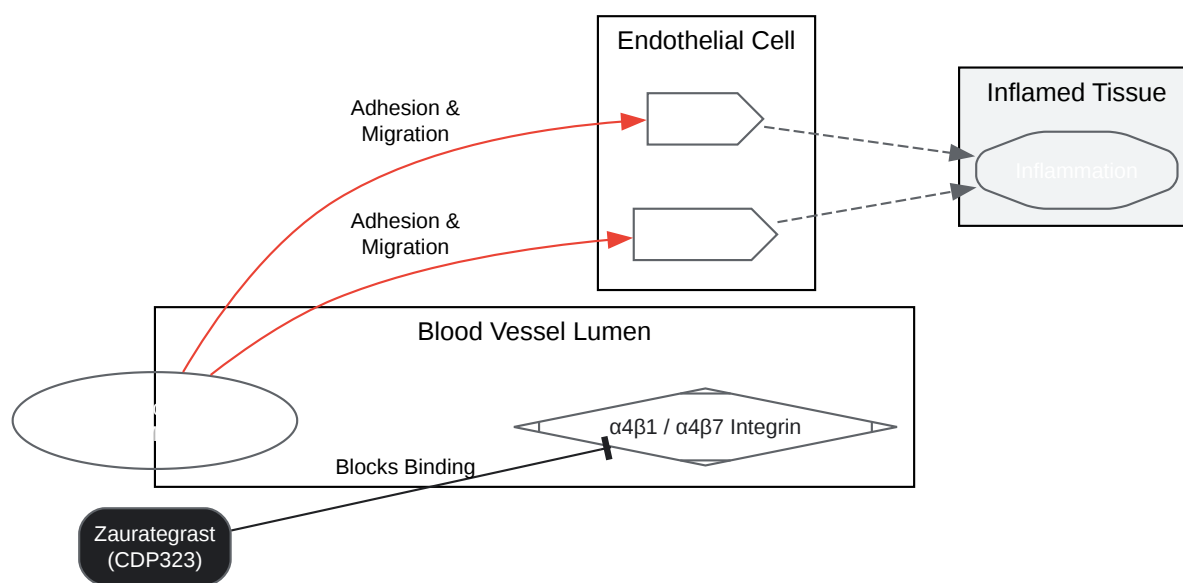 Endothelial Cell
Inflamed Tissue
Adhesion &
Migration
Inflammation
Adhesion &
Migration
Blood Vessel Lumen
α4β1 / α4β7 Integrin
Blocks Binding
Zaurategrast
(CDP323)